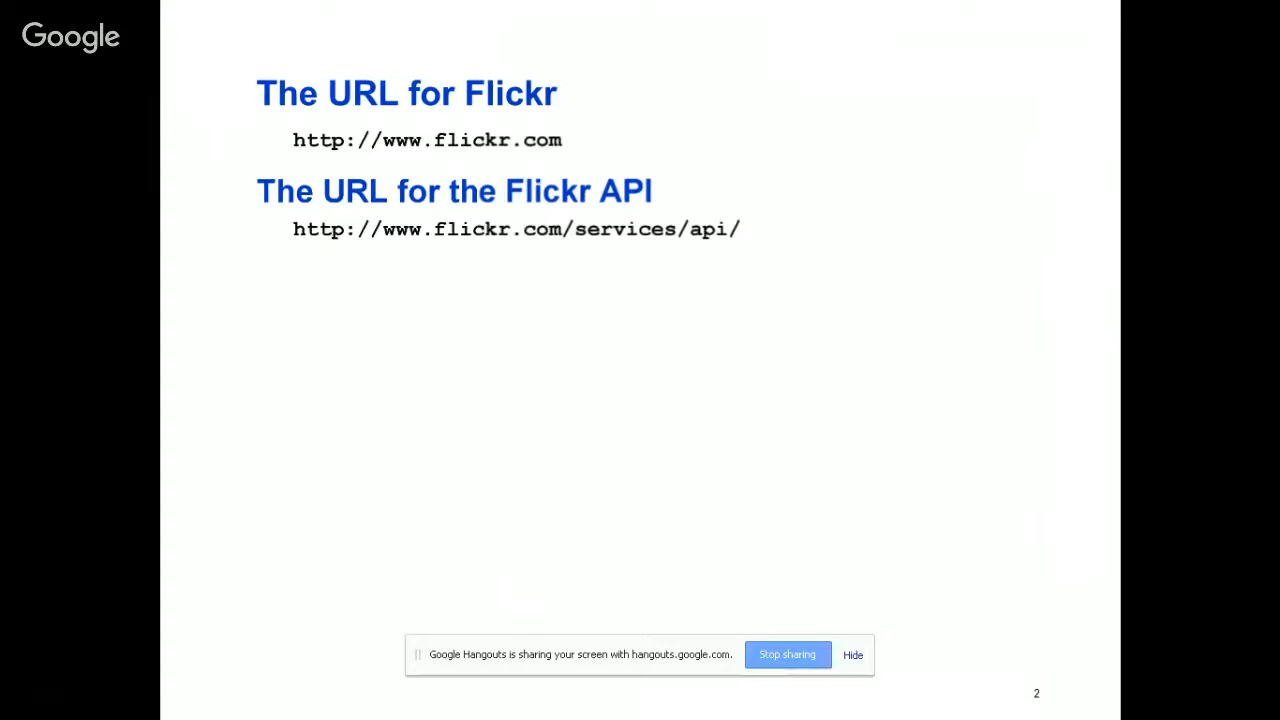 Google
The URL for Flickr
http://www.flickr.com
The URL for the Flickr API
http://www.flickr.com/services/api/
Google Hangouts is sharing your screen with hangouts.google.com. Stop sharing Hide
2